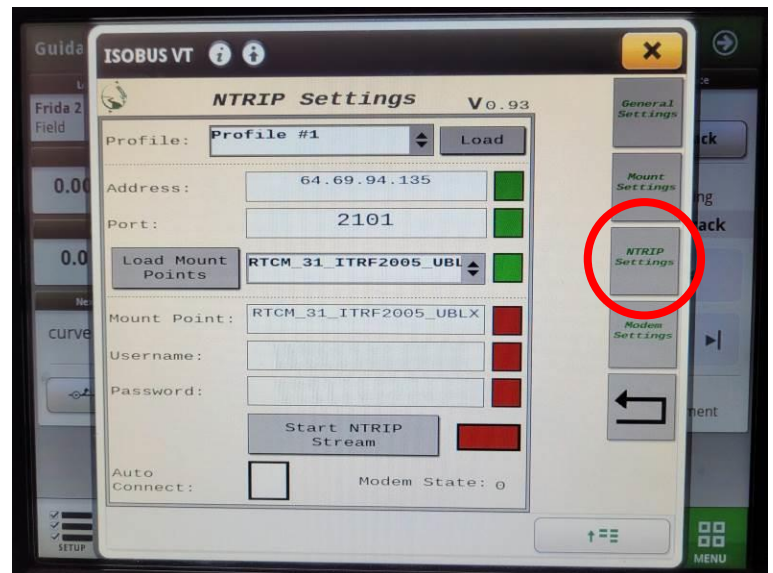 Guida
ISOBUS VT
NTRIP Settings V0.93
Profile: Profile #1 Load
Address: 64.69.94.135
Port: 2101
Load Mount
Points
RTCM_31_ITRF2005_UBL
Mount Point: RTCM_31_ITRF2005_UBLX
Username:
Password:
Start NTRIP
Stream
Auto
Connect:
Modem State: 0
General
Settings
Mount
Settings
NTRIP
Settings
Modem
Settings
Frida 2
Field
0.00
0.0
Ne
curve
SETUP
ck
ng
ack
ment
MENU